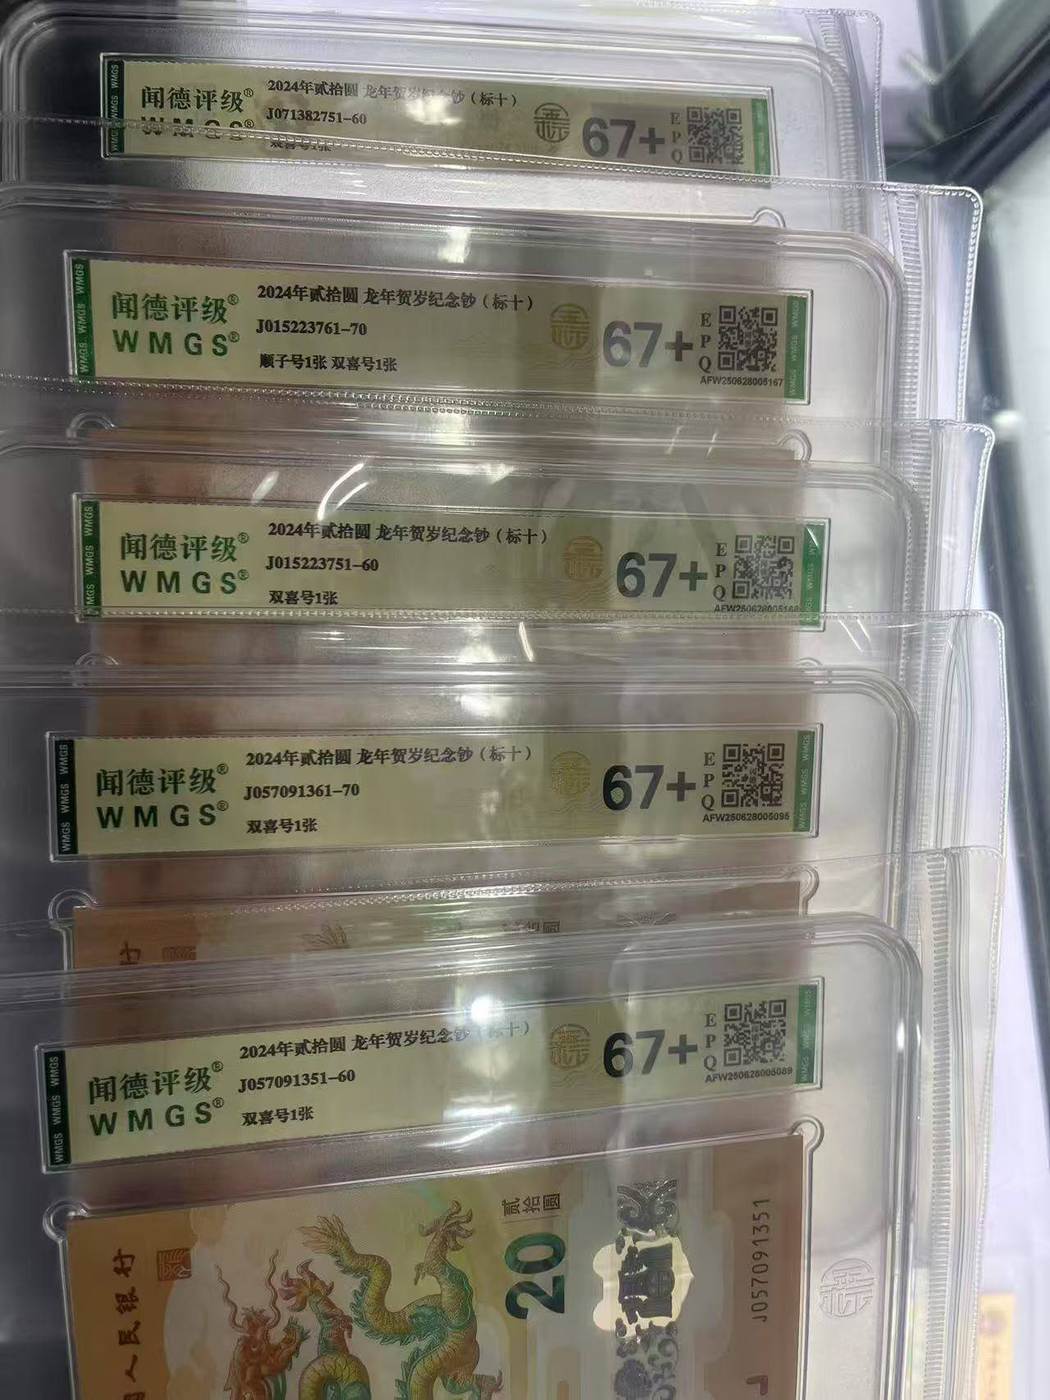 闻德评级®
WMGS®
2024年贰拾圆 龙年贺岁纪念钞（标十）
J071382751-60
双喜号1张
67+
EPQ
WMGS WMGS
闻德评级®
WMGS®
2024年贰拾圆 龙年贺岁纪念钞（标十）
J015223761-70
顺子号1张 双喜号1张
67+
EPQ
AFW250628005167
WMGS WMGS
闻德评级®
WMGS®
2024年贰拾圆 龙年贺岁纪念钞（标十）
J015223751-60
双喜号1张
67+
EPQ
WMGS WMGS
闻德评级®
WMGS®
2024年贰拾圆 龙年贺岁纪念钞（标十）
J057091361-70
双喜号1张
67+
EPQ
AFW250628005095
WMGS WMGS
闻德评级®
WMGS®
2024年贰拾圆 龙年贺岁纪念钞（标十）
J057091351-60
双喜号1张
67+
EPQ
AFW250628005089
WMGS WMGS
人民银行
贰拾圆
20
J057091351